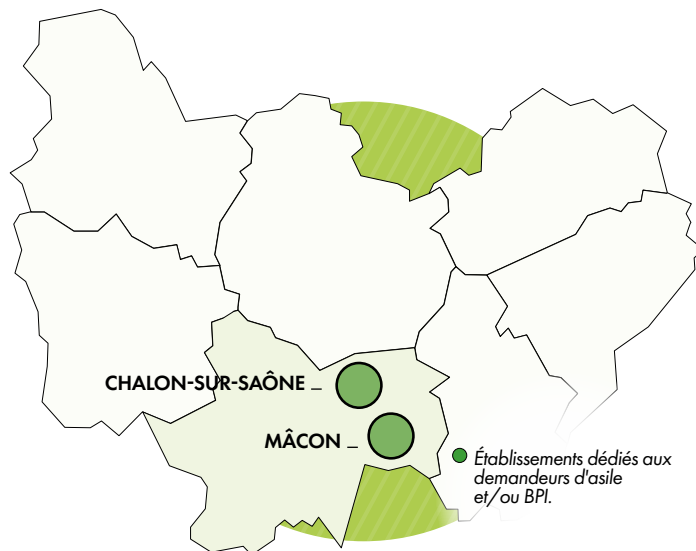 CHALON-SUR-SAÔNE _
MÂCON _
Établissements dédiés aux
demandeurs d'asile
et/ou BPI.